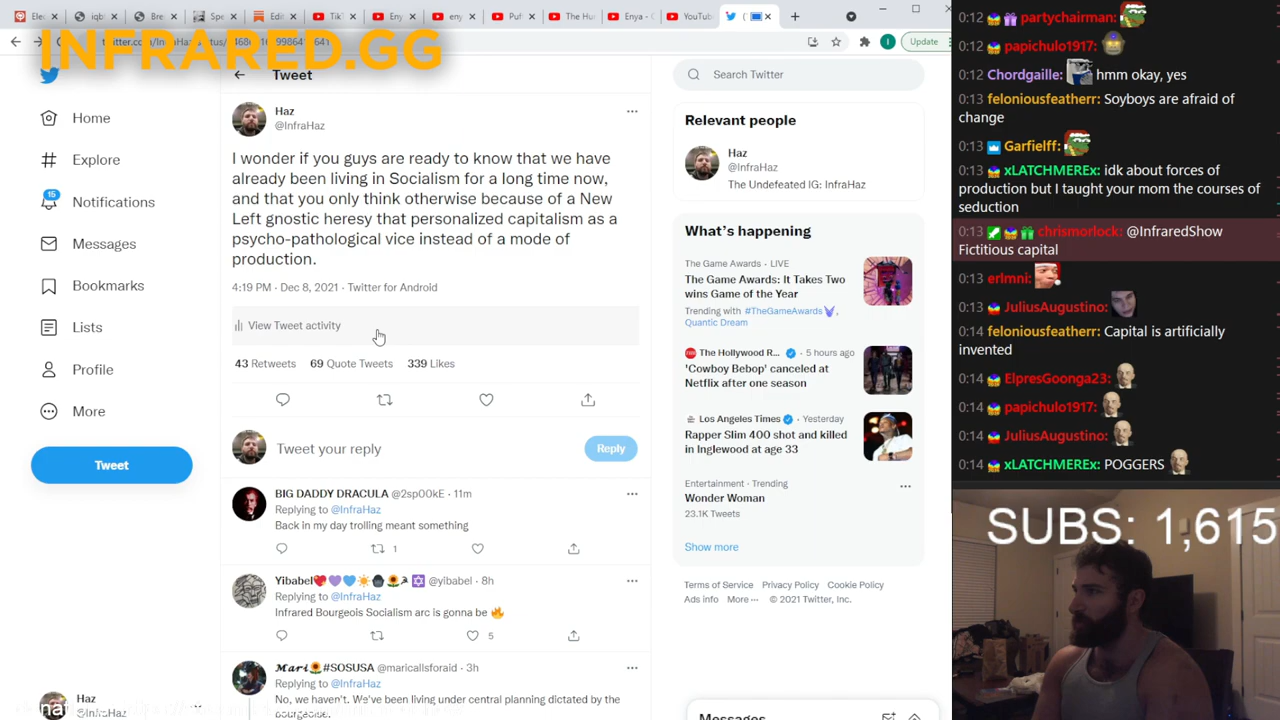 Update
INFRARED.GG
Tweet
Search Twitter
Home
Explore
15
Notifications
Messages
Bookmarks
Lists
Profile
More
Tweet
Haz
@InfraHaz
Haz
@InfraHaz
I wonder if you guys are ready to know that we have
already been living in Socialism for a long time now,
and that you only think otherwise because of a New
Left gnostic heresy that personalized capitalism as a
psycho-pathological vice instead of a mode of
production.
4:19 PM · Dec 8, 2021 · Twitter for Android
View Tweet activity
43 Retweets 69 Quote Tweets 339 Likes
Tweet your reply
Reply
BIG DADDY DRACULA @2sp00kE · 11m
Replying to @InfraHaz
Back in my day trolling meant something
1
Yibabel @yibabel · 8h
Replying to @InfraHaz
Infrared Bourgeois Socialism arc is gonna be
5
Mari #SOSUSA @maricallsforaid · 3h
Replying to @InfraHaz
No, we haven't. We've been living under central planning dictated by the
bourgeoisie.
Relevant people
Haz
@InfraHaz
The Undefeated IG: InfraHaz
What's happening
The Game Awards · LIVE
The Game Awards: It Takes Two
wins Game of the Year
Trending with #TheGameAwards,
Quantic Dream
The Hollywood R... · 5 hours ago
'Cowboy Bebop' canceled at
Netflix after one season
Los Angeles Times · Yesterday
Rapper Slim 400 shot and killed
in Inglewood at age 33
Entertainment · Trending
Wonder Woman
23.1K Tweets
Show more
Terms of Service Privacy Policy Cookie Policy
Ads info More ··· © 2021 Twitter, Inc.
Messages
0:12 partychairman:
0:12 papichulo1917:
0:12 Chordgaille: hmm okay, yes
0:13 feloniousfeatherr: Soyboys are afraid of
change
0:13 Garfielff:
0:13 xLATCHMEREx: idk about forces of
production but I taught your mom the courses of
seduction
0:13 chrismorlock: @InfraredShow
Fictitious capital
0:13 erlmni:
0:13 JuliusAugustino:
0:14 feloniousfeatherr: Capital is artificially
invented
0:14 ElpresGoonga23:
0:14 papichulo1917:
0:14 JuliusAugustino:
0:14 xLATCHMEREx: POGGERS
SUBS: 1,615